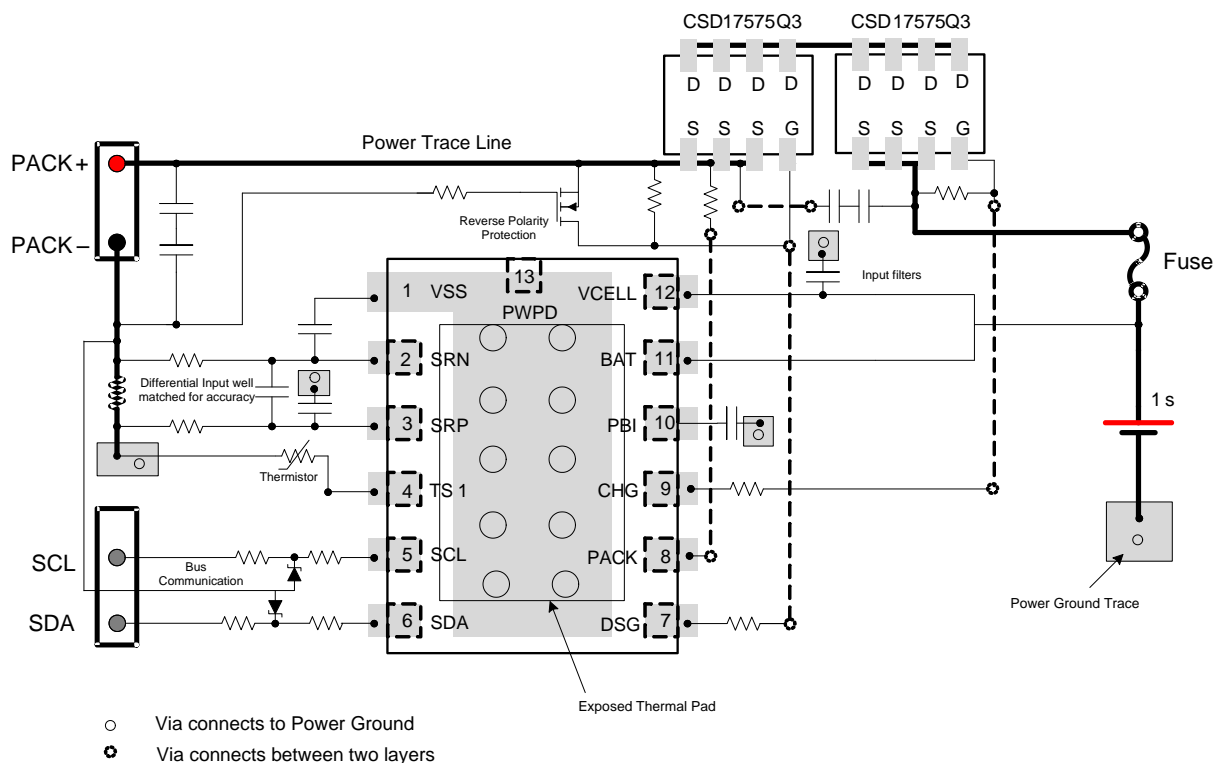 CSD17575Q3
CSD17575Q3
D D D D
D D D D
S S S G
S S S G
Power Trace Line
PACK+
PACK–
Reverse Polarity
Protection
Fuse
Input filters
13
PWPD
1 VSS
VCELL 12
2 SRN
BAT 11
Differential Input well
matched for accuracy
3 SRP
PBI 10
1 s
Thermistor
4 TS1
CHG 9
SCL
5 SCL
PACK 8
Bus
Communication
Power Ground Trace
SDA
6 SDA
DSG 7
Exposed Thermal Pad
Via connects to Power Ground
Via connects between two layers